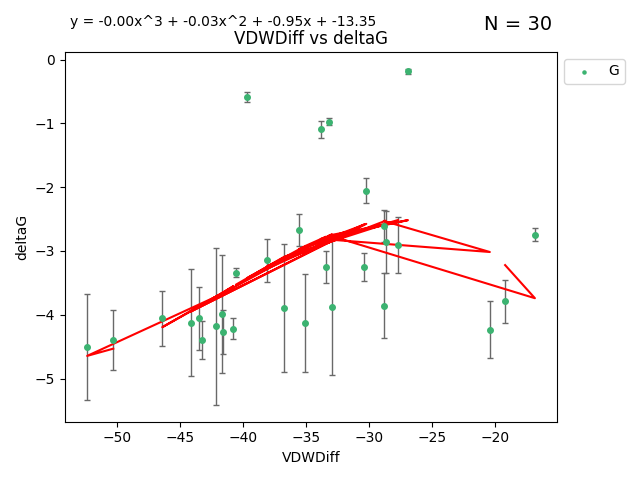 y = -0.00x^3 + -0.03x^2 + -0.95x + -13.35
N = 30
VDWDiff vs deltaG
G
deltaG
0
−1
−2
−3
−4
−5
−50
−45
−40
−35
−30
−25
−20
VDWDiff